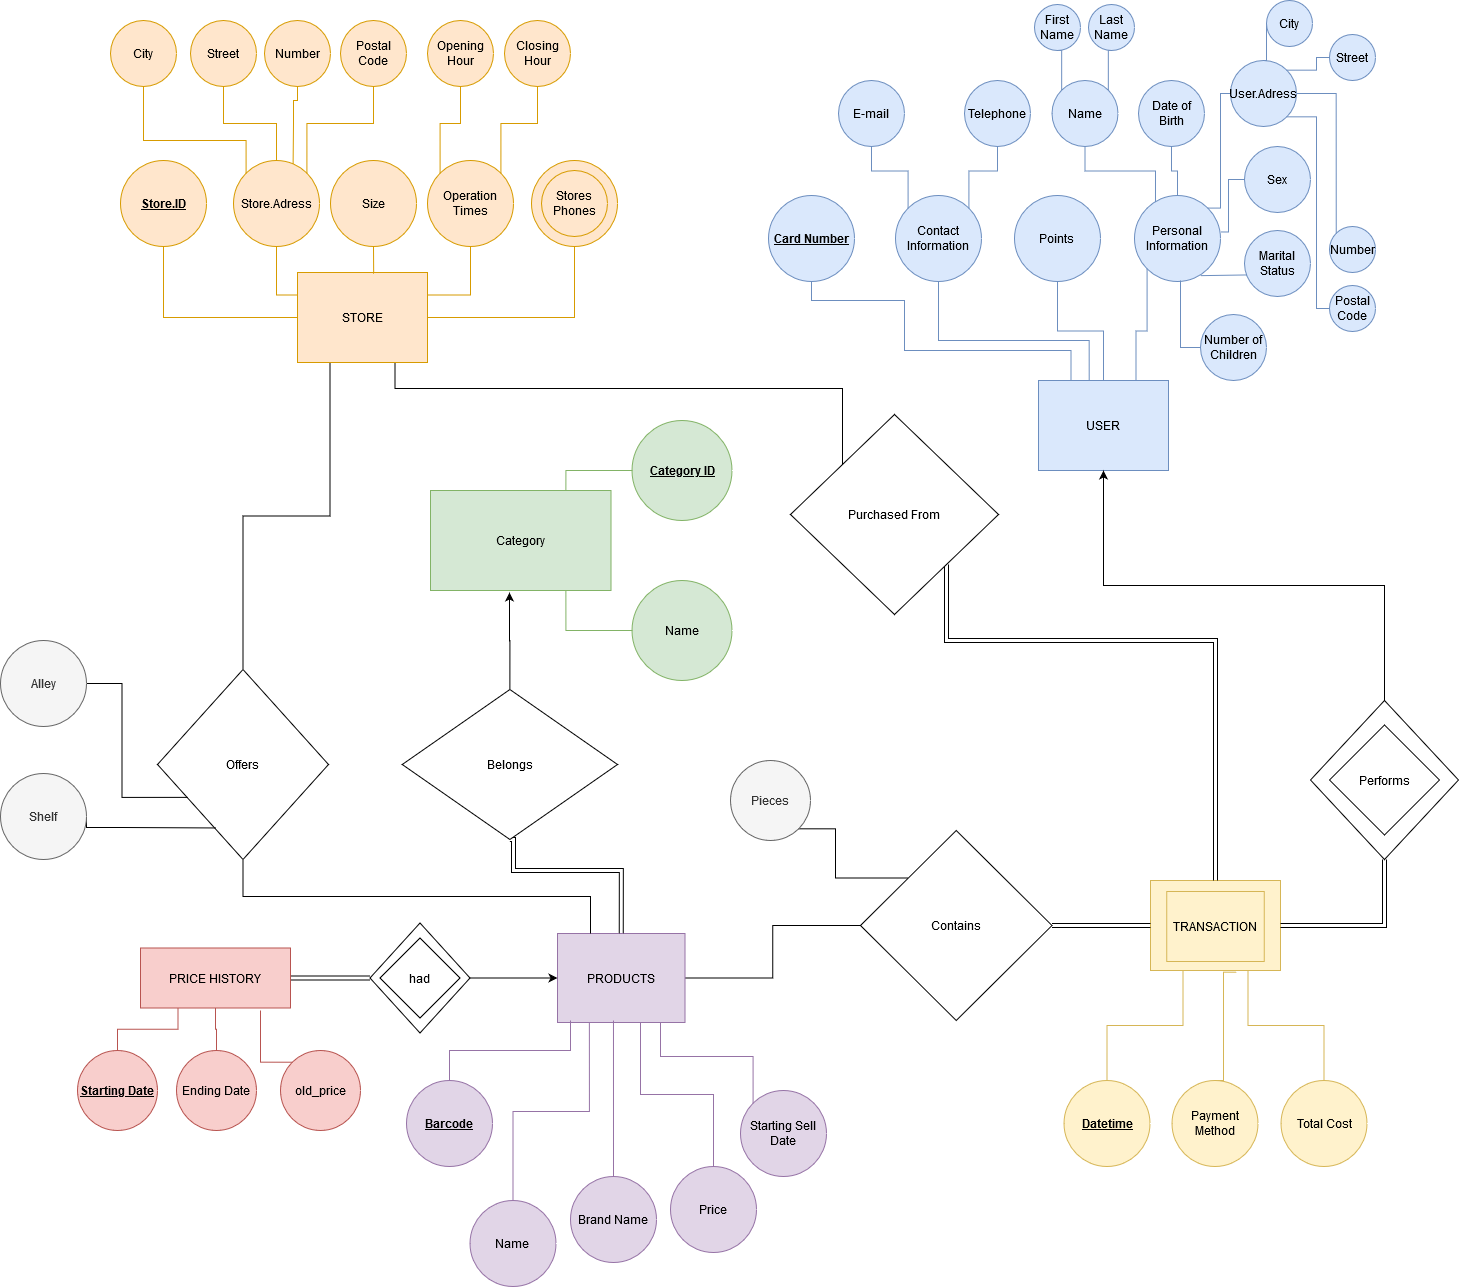 City
Street
Number
Postal
Code
Opening
Hour
Closing
Hour
First
Name
Last
Name
City
Street
User.Adress
E-mail
Telephone
Name
Date of
Birth
Store.ID
Store.Adress
Size
Operation
Times
Stores
Phones
Sex
Card Number
Contact
Information
Points
Personal
Information
Number
Marital
Status
Postal
Code
STORE
Number of
Children
USER
Category ID
Purchased From
Category
Name
Alley
Offers
Belongs
Performs
Pieces
Shelf
Contains
TRANSACTION
PRICE HISTORY
had
PRODUCTS
Starting Date
Ending Date
old_price
Barcode
Starting Sell
Date
Datetime
Payment
Method
Total Cost
Name
Brand Name
Price